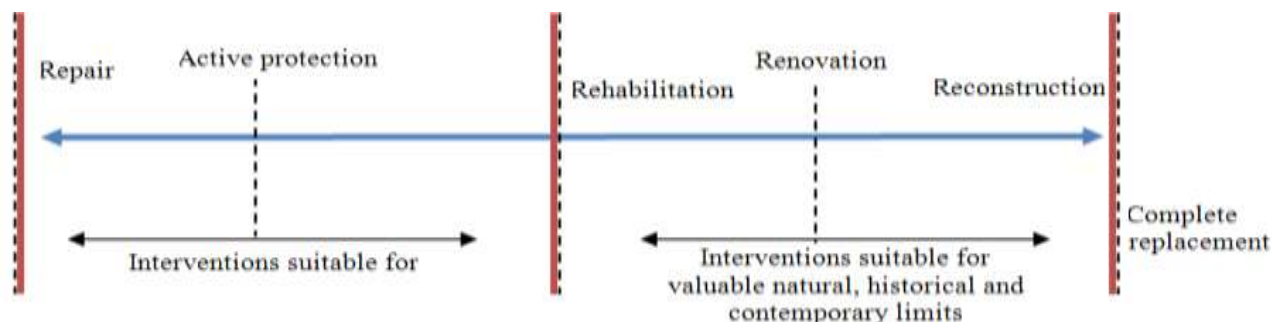 Repair
Active protection
Rehabilitation
Renovation
Reconstruction
Complete
replacement
Interventions suitable for
Interventions suitable for
valuable natural, historical and
contemporary limits